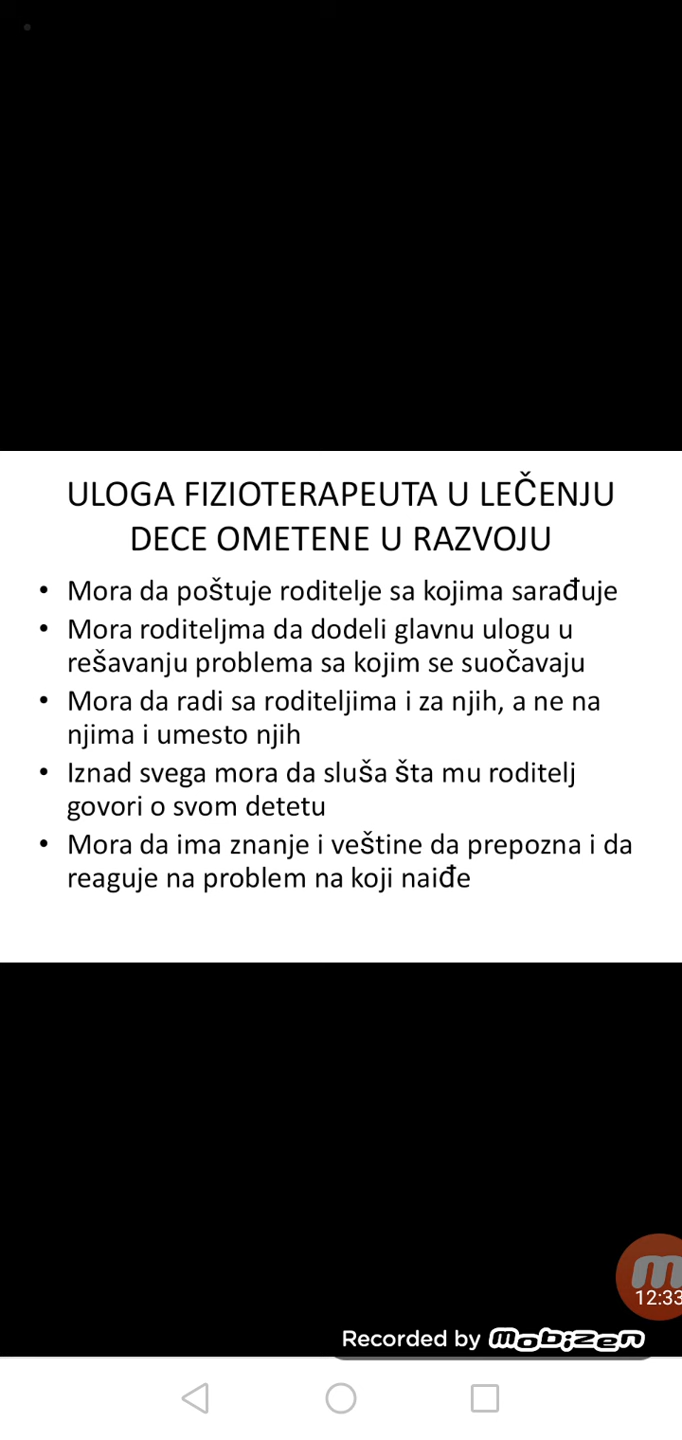 ULOGA FIZIOTERAPEUTA U LEČENJU
DECE OMETENE U RAZVOJU
• Mora da poštuje roditelje sa kojima sarađuje
• Mora roditeljma da dodeli glavnu ulogu u
rešavanju problema sa kojim se suočavaju
• Mora da radi sa roditeljima i za njih, a ne na
njima i umesto njih
• Iznad svega mora da sluša šta mu roditelj
govori o svom detetu
• Mora da ima znanje i veštine da prepozna i da
reaguje na problem na koji naiđe
m
12:33
Recorded by mobizen